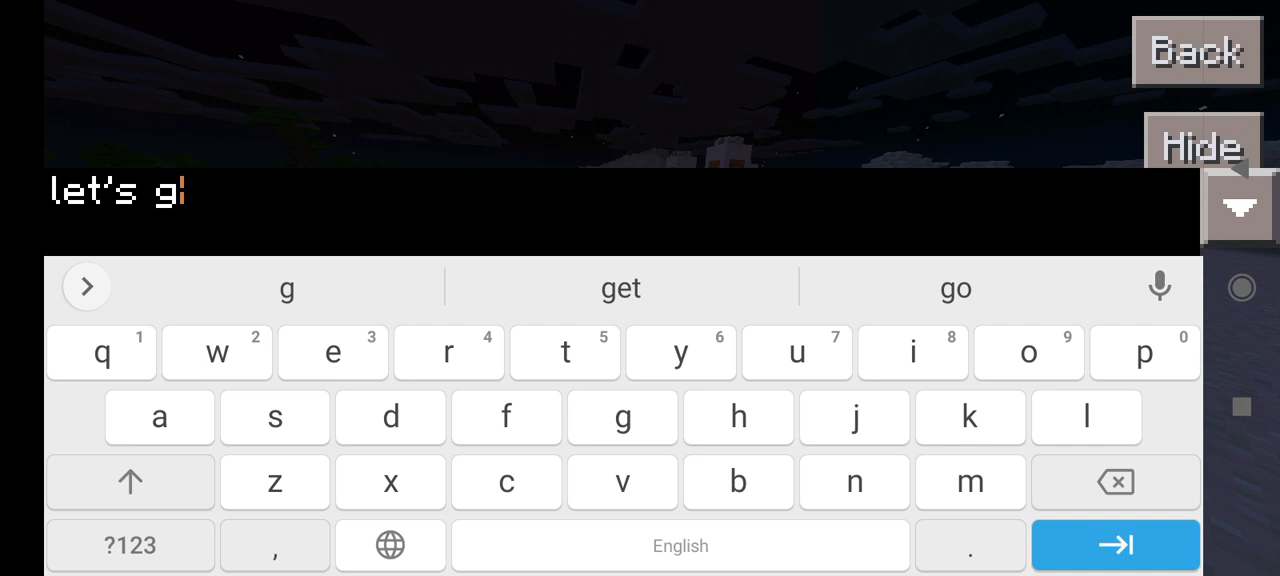 Back
Hide
let's g
g get go
q 1 w 2 e 3 r 4 t 5 y 6 u 7 i 8 o 9 p 0
a s d f g h j k l
z x c v b n m
?123 , English .